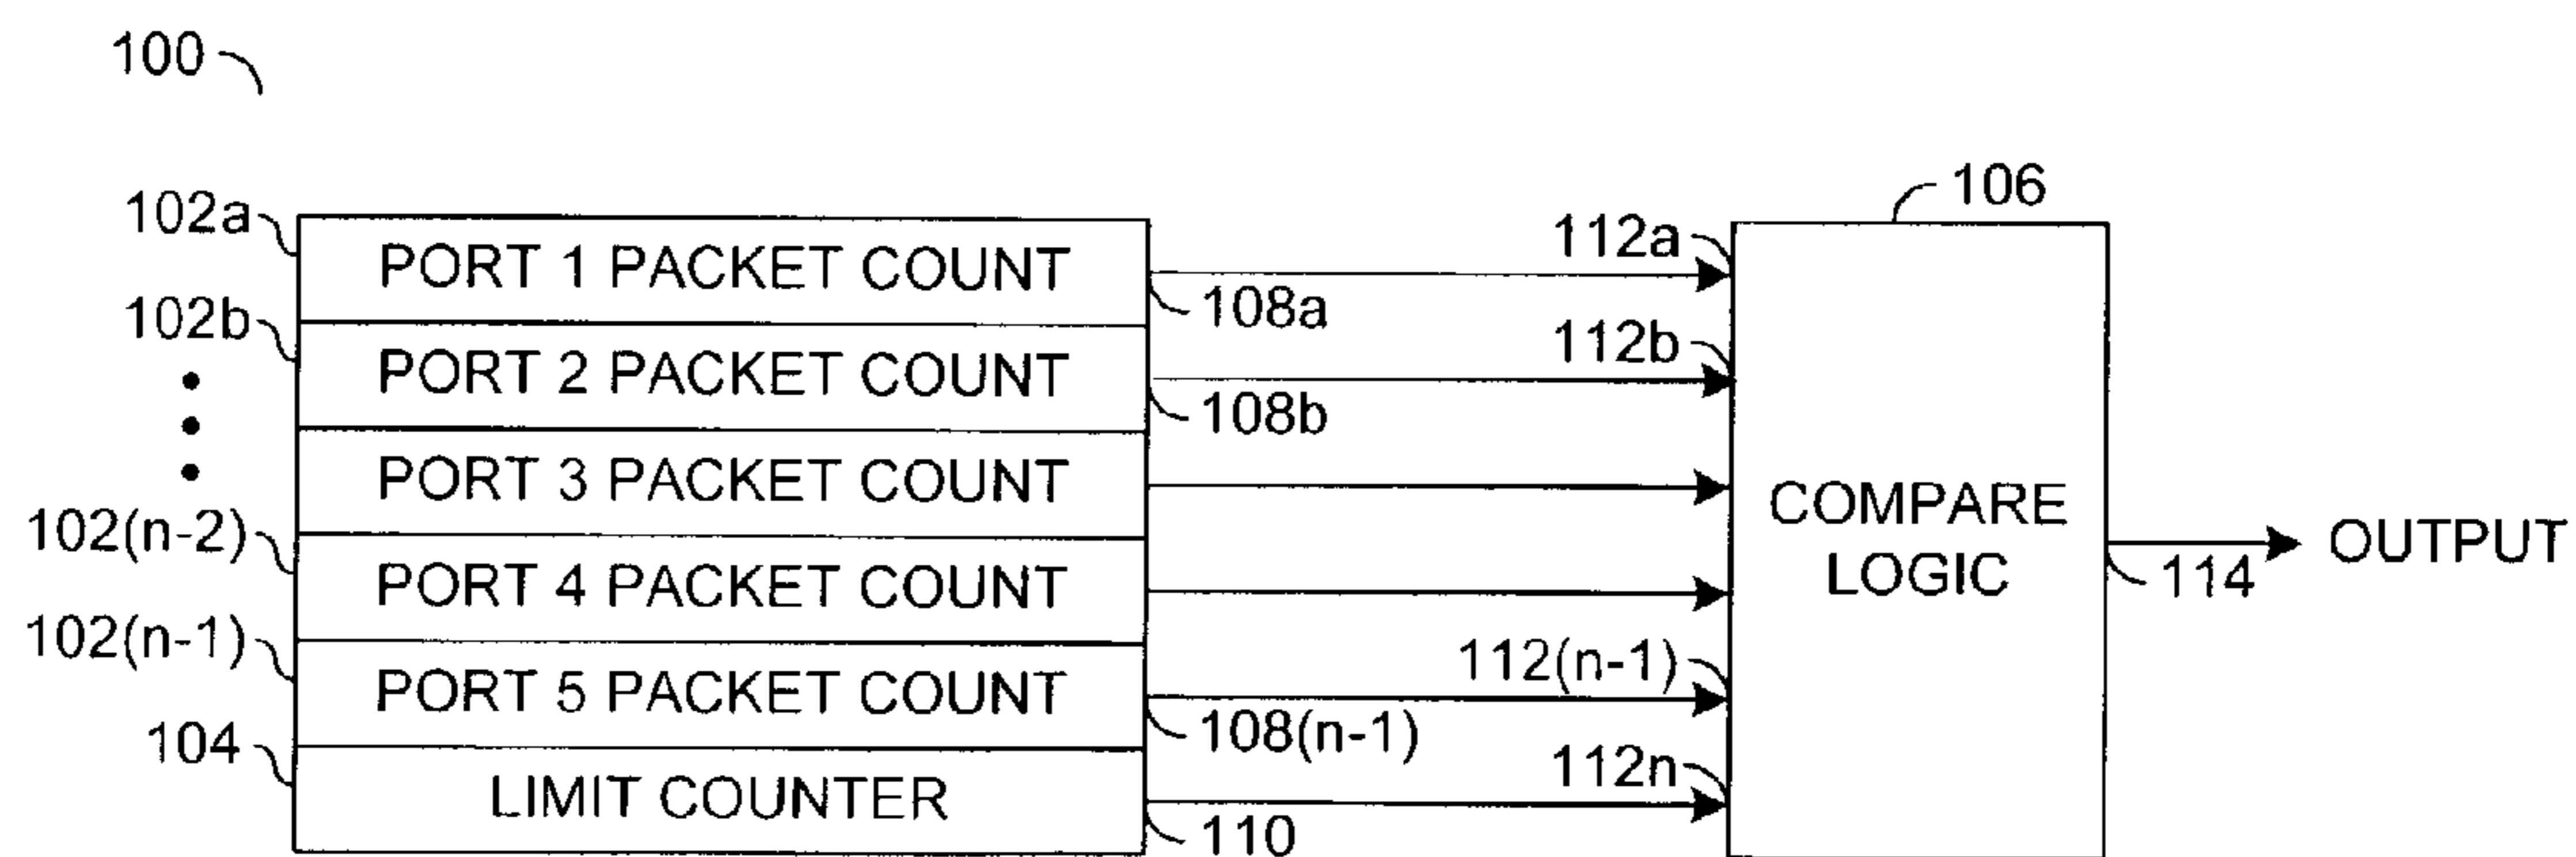 100
106
102a
PORT 1 PACKET COUNT
108a
112a
102b
PORT 2 PACKET COUNT
108b
112b
PORT 3 PACKET COUNT
102(n-2)
PORT 4 PACKET COUNT
102(n-1)
PORT 5 PACKET COUNT
108(n-1)
112(n-1)
104
LIMIT COUNTER
110
112n
COMPARE
LOGIC
114
OUTPUT